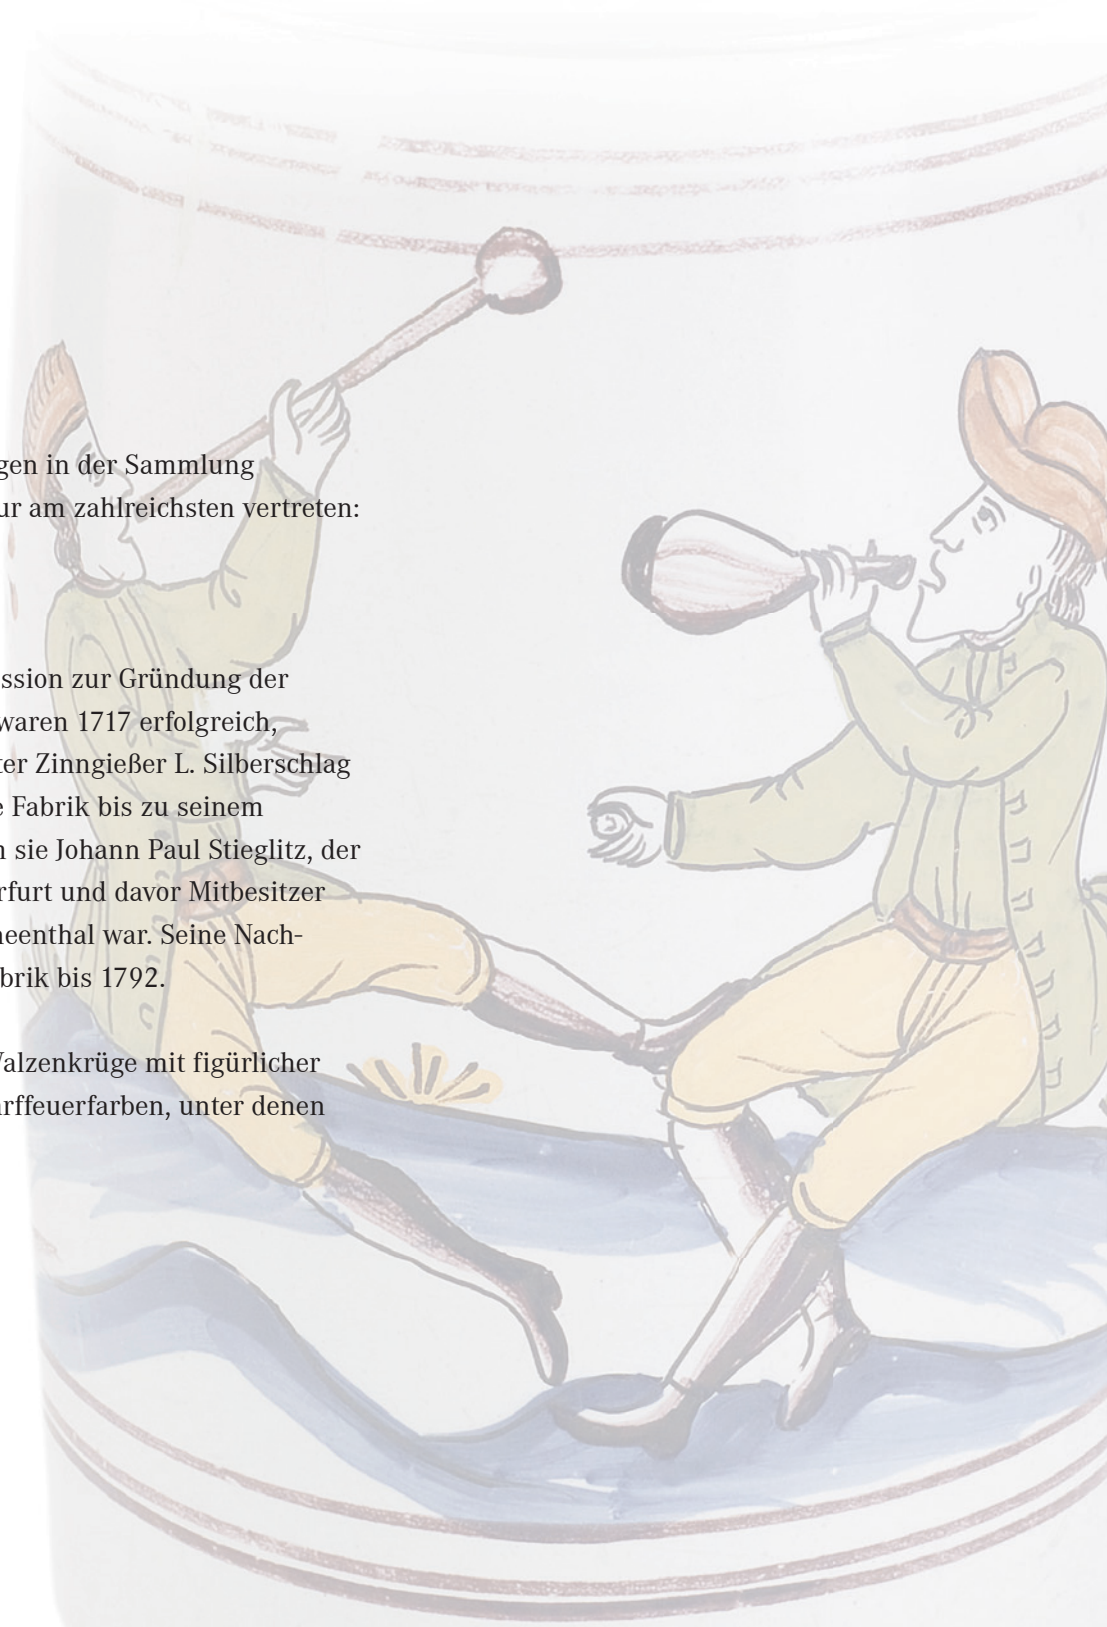 gen in der Sammlung
ur am zahlreichsten vertreten:
ssion zur Gründung der
waren 1717 erfolgreich,
ter Zinngießer L. Silberschlag
e Fabrik bis zu seinem
n sie Johann Paul Stieglitz, der
rfurt und davor Mitbesitzer
neenthal war. Seine Nach-
brik bis 1792.
Walzenkrüge mit figürlicher
arffeuerfarben, unter denen